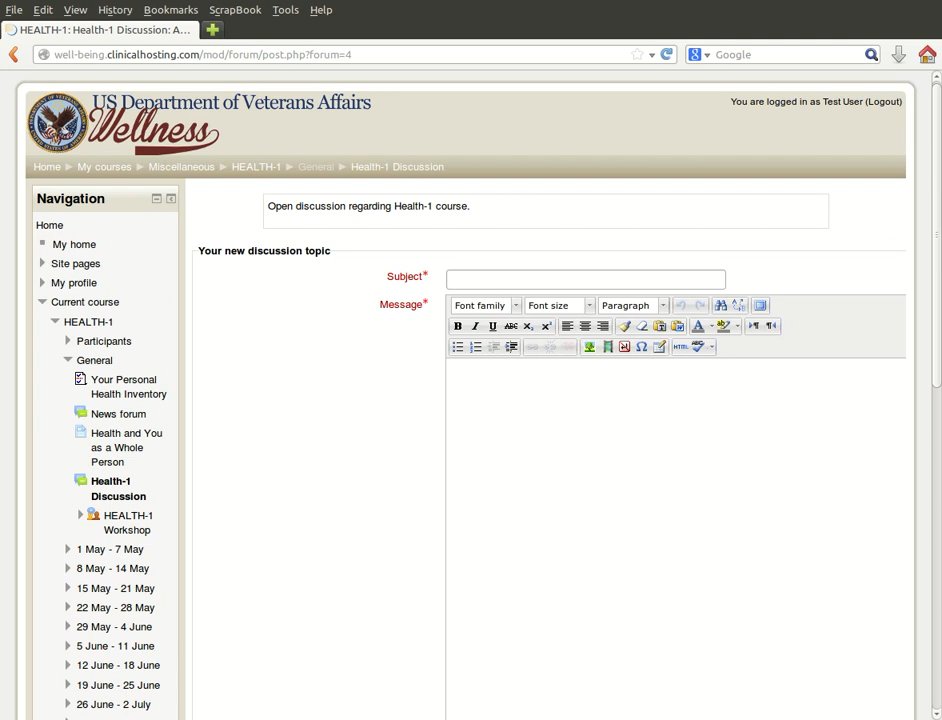 File Edit View History Bookmarks ScrapBook Tools Help
HEALTH-1: Health-1 Discussion: A...
well-being.clinicalhosting.com/mod/forum/post.php?forum=4
Google
US Department of Veterans Affairs
Wellness
You are logged in as Test User (Logout)
Home ► My courses ► Miscellaneous ► HEALTH-1 ► General ► Health-1 Discussion
Navigation
Home
My home
Site pages
My profile
Current course
HEALTH-1
Participants
General
Your Personal
Health Inventory
News forum
Health and You
as a Whole
Person
Health-1
Discussion
HEALTH-1
Workshop
1 May - 7 May
8 May - 14 May
15 May - 21 May
22 May - 28 May
29 May - 4 June
5 June - 11 June
12 June - 18 June
19 June - 25 June
26 June - 2 July
Open discussion regarding Health-1 course.
Your new discussion topic
Subject*
Message*
Font family Font size Paragraph
B I U ABC x₂ x² A ab
Ω HTML ABC